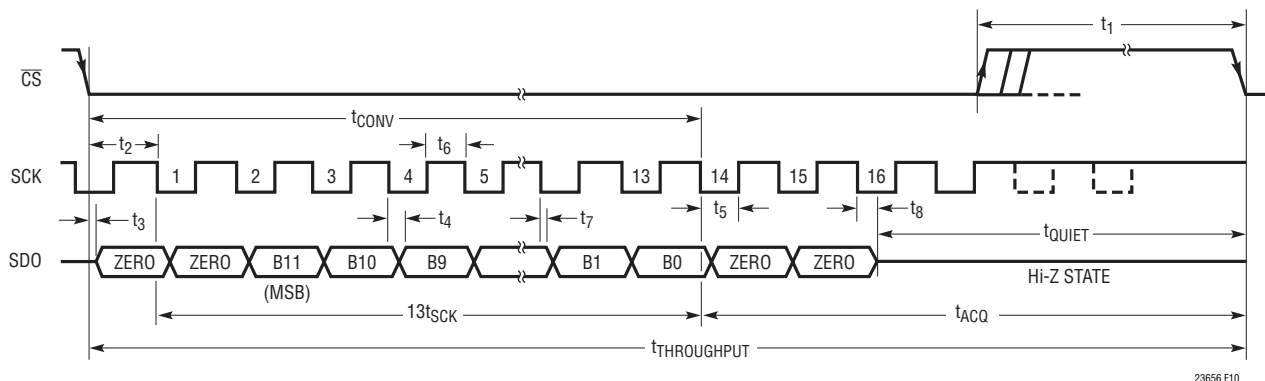 t1
CS
tCONV
t2
t6
SCK
1
2
3
4
5
13
14
15
16
t3
t4
t7
t5
t8
tQUIET
SDO
ZERO
ZERO
B11
B10
B9
B1
B0
ZERO
ZERO
Hi-Z STATE
(MSB)
13tSCK
tACQ
tTHROUGHPUT
23656 F10